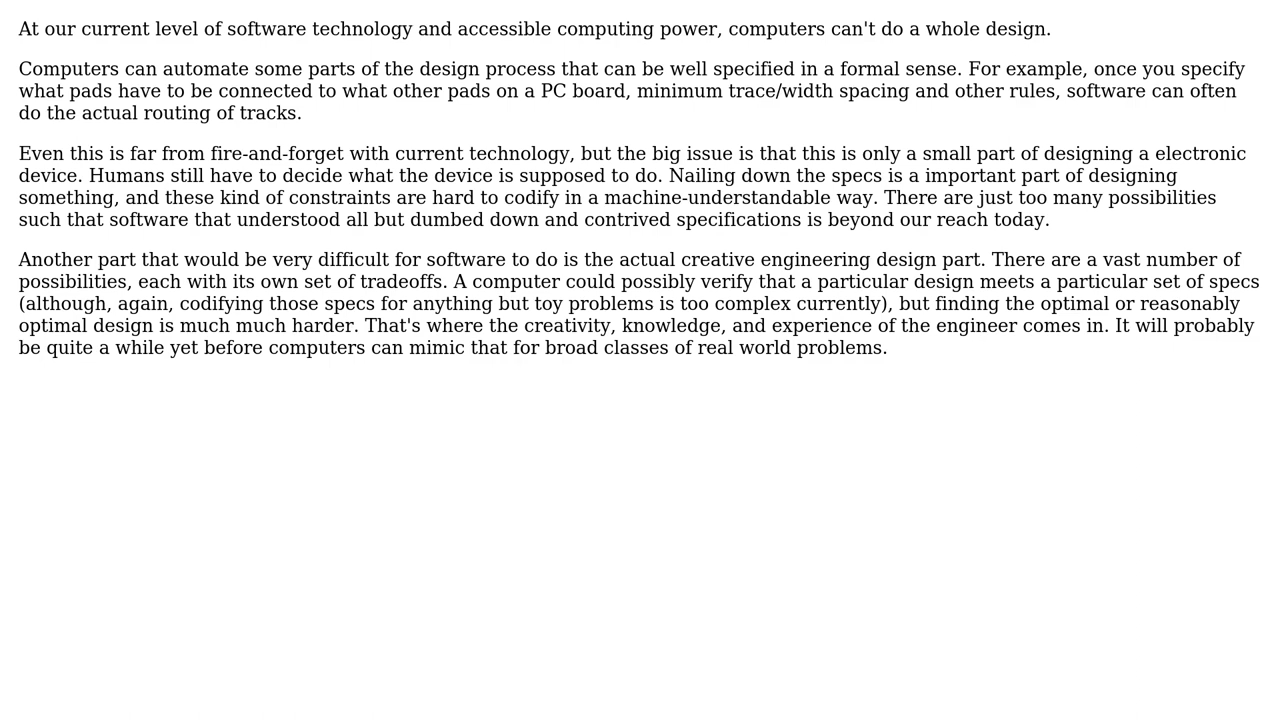 At our current level of software technology and accessible computing power, computers can't do a whole design.
Computers can automate some parts of the design process that can be well specified in a formal sense. For example, once you specify
what pads have to be connected to what other pads on a PC board, minimum trace/width spacing and other rules, software can often
do the actual routing of tracks.
Even this is far from fire-and-forget with current technology, but the big issue is that this is only a small part of designing a electronic
device. Humans still have to decide what the device is supposed to do. Nailing down the specs is a important part of designing
something, and these kind of constraints are hard to codify in a machine-understandable way. There are just too many possibilities
such that software that understood all but dumbed down and contrived specifications is beyond our reach today.
Another part that would be very difficult for software to do is the actual creative engineering design part. There are a vast number of
possibilities, each with its own set of tradeoffs. A computer could possibly verify that a particular design meets a particular set of specs
(although, again, codifying those specs for anything but toy problems is too complex currently), but finding the optimal or reasonably
optimal design is much much harder. That's where the creativity, knowledge, and experience of the engineer comes in. It will probably
be quite a while yet before computers can mimic that for broad classes of real world problems.